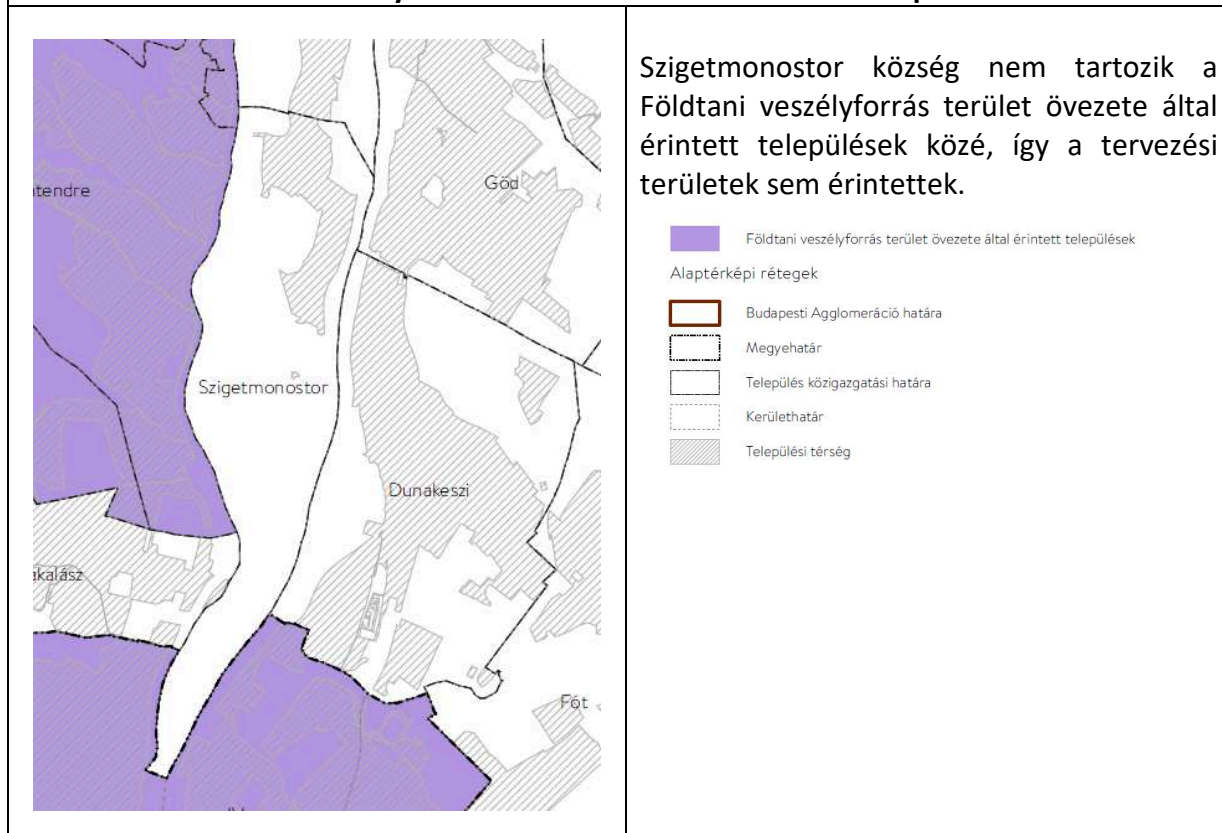 Szigetmonostor község nem tartozik a
Földtani veszélyforrás terület övezete által
érintett települések közé, így a tervezési
területek sem érintettek.
Földtani veszélyforrás terület övezete által érintett települések
Alaptérképi rétegek
Budapesti Agglomeráció határa
Megyehatár
Település közigazgatási határa
Kerülethatár
Települési térség
ntendre
Göd
Szigetmonostor
Dunakeszi
akalász
Fót